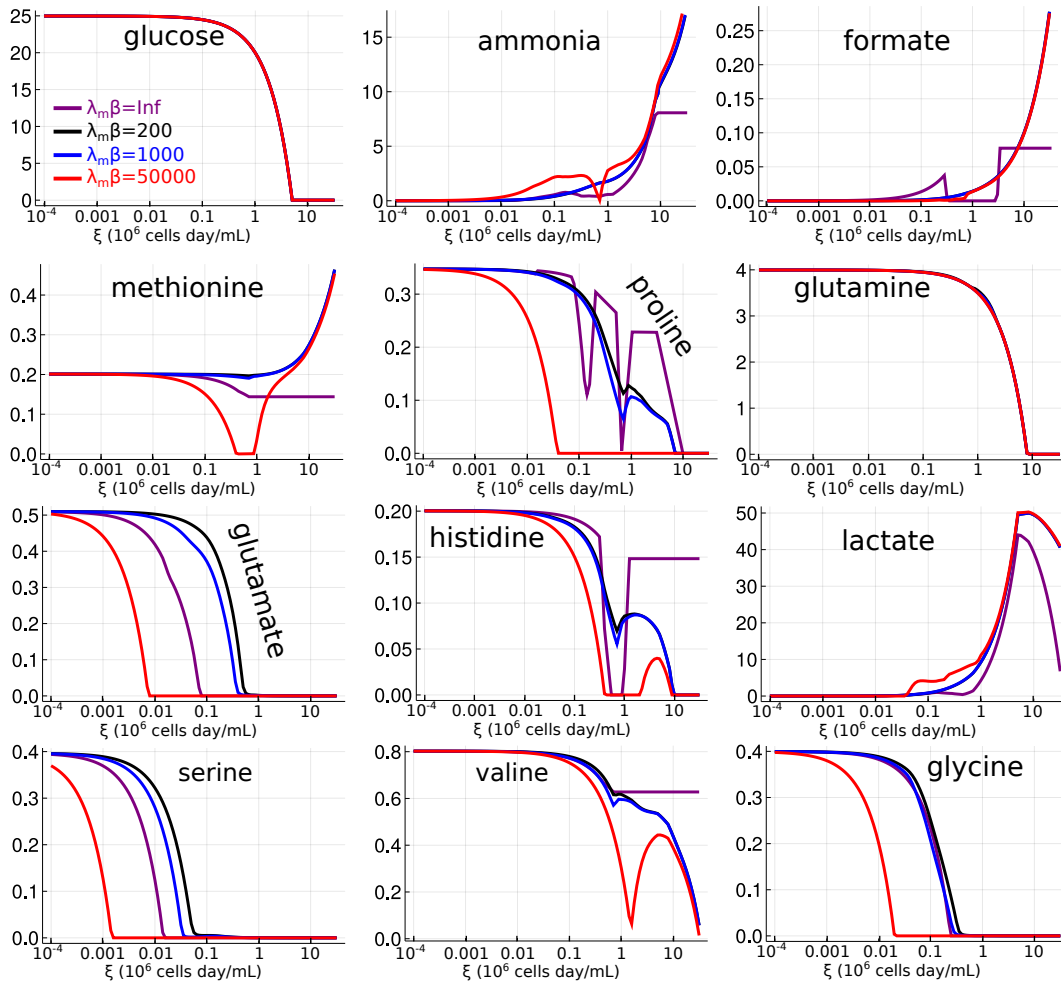 glucose
25
20
15
10
5
0
λₘβ=Inf
λₘβ=200
λₘβ=1000
λₘβ=50000
10⁻⁴ 0.001 0.01 0.1 1 10
ξ (10⁶ cells day/mL)
ammonia
15
10
5
0
10⁻⁴ 0.001 0.01 0.1 1 10
ξ (10⁶ cells day/mL)
formate
0.25
0.20
0.15
0.10
0.05
0.00
10⁻⁴ 0.001 0.01 0.1 1 10
ξ (10⁶ cells day/mL)
methionine
0.4
0.3
0.2
0.1
0.0
10⁻⁴ 0.001 0.01 0.1 1 10
ξ (10⁶ cells day/mL)
proline
0.3
0.2
0.1
0.0
10⁻⁴ 0.001 0.01 0.1 1 10
ξ (10⁶ cells day/mL)
glutamine
4
3
2
1
0
10⁻⁴ 0.001 0.01 0.1 1 10
ξ (10⁶ cells day/mL)
glutamate
0.5
0.4
0.3
0.2
0.1
0.0
10⁻⁴ 0.001 0.01 0.1 1 10
ξ (10⁶ cells day/mL)
histidine
0.20
0.15
0.10
0.05
0.00
10⁻⁴ 0.001 0.01 0.1 1 10
ξ (10⁶ cells day/mL)
lactate
50
40
30
20
10
0
10⁻⁴ 0.001 0.01 0.1 1 10
ξ (10⁶ cells day/mL)
serine
0.4
0.3
0.2
0.1
0.0
10⁻⁴ 0.001 0.01 0.1 1 10
ξ (10⁶ cells day/mL)
valine
0.8
0.6
0.4
0.2
0.0
10⁻⁴ 0.001 0.01 0.1 1 10
ξ (10⁶ cells day/mL)
glycine
0.4
0.3
0.2
0.1
0.0
10⁻⁴ 0.001 0.01 0.1 1 10
ξ (10⁶ cells day/mL)